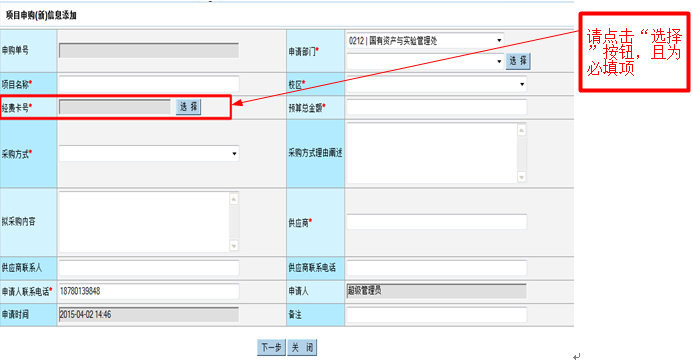 项目申购(新)信息添加
申购单号
申请部门*
0212 | 国有资产与实验管理处
选 择
项目名称*
校区*
经费卡号*
选 择
预算总金额*
采购方式*
采购方式理由阐述
拟采购内容
供应商*
供应商联系人
供应商联系电话
申请人联系电话*
18780139848
申请人
超级管理员
申请时间
2015-04-02 14:46
备注
下一步
关 闭
请点击“选择
”按钮，且为
必填项